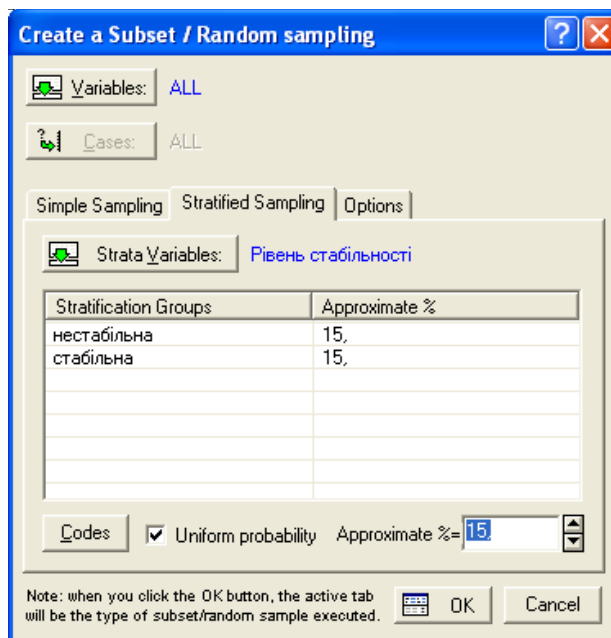 Create a Subset / Random sampling
Variables: ALL
Cases: ALL
Simple Sampling Stratified Sampling Options
Strata Variables: Рівень стабільності
Stratification Groups Approximate %
нестабільна 15,
стабільна 15,
Codes Uniform probability Approximate %= 15,
Note: when you click the OK button, the active tab
will be the type of subset/random sample executed.
OK Cancel